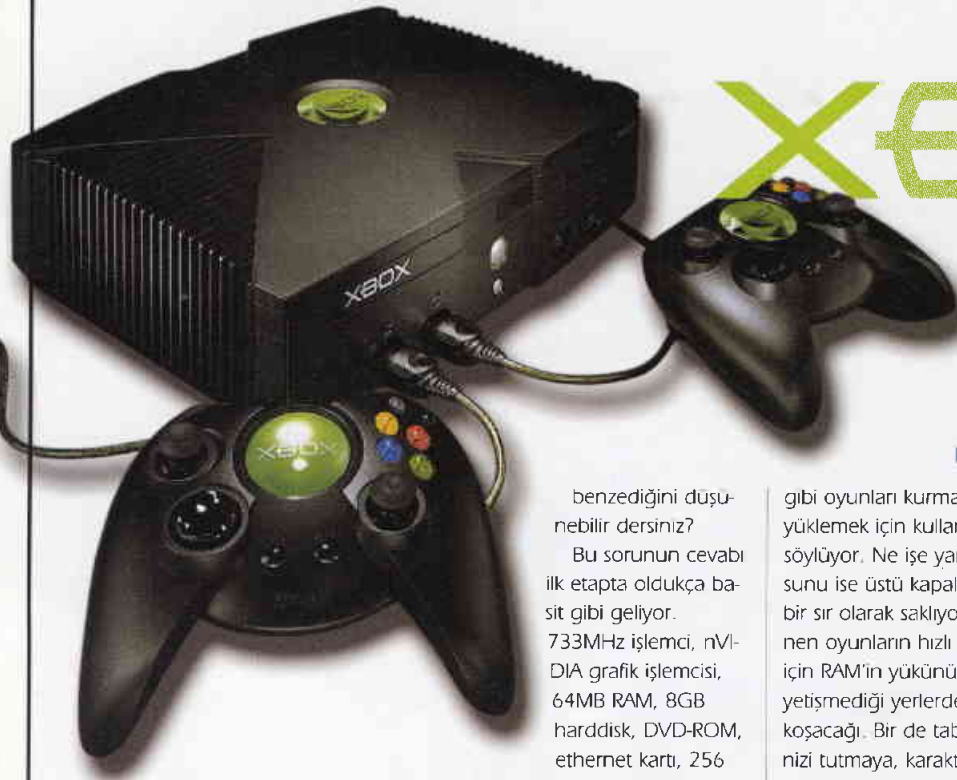 XBOX
XBOX
benzediğini düşü-
nebilir dersiniz?
Bu sorunun cevabı
ilk etapta oldukça ba-
sit gibi geliyor.
733MHz işlemci, nVI-
DIA grafik işlemcisi,
64MB RAM, 8GB
harddisk, DVD-ROM,
ethernet kartı, 256
gibi oyunları kurma
yüklemek için kullan
söylüyor. Ne işe yar
sunu ise üstü kapal
bir sır olarak saklıyo
nen oyunların hızlı
için RAM'in yükünü
yetişmediği yerlerde
koşacağı. Bir de tab
nizi tutmaya, karakt